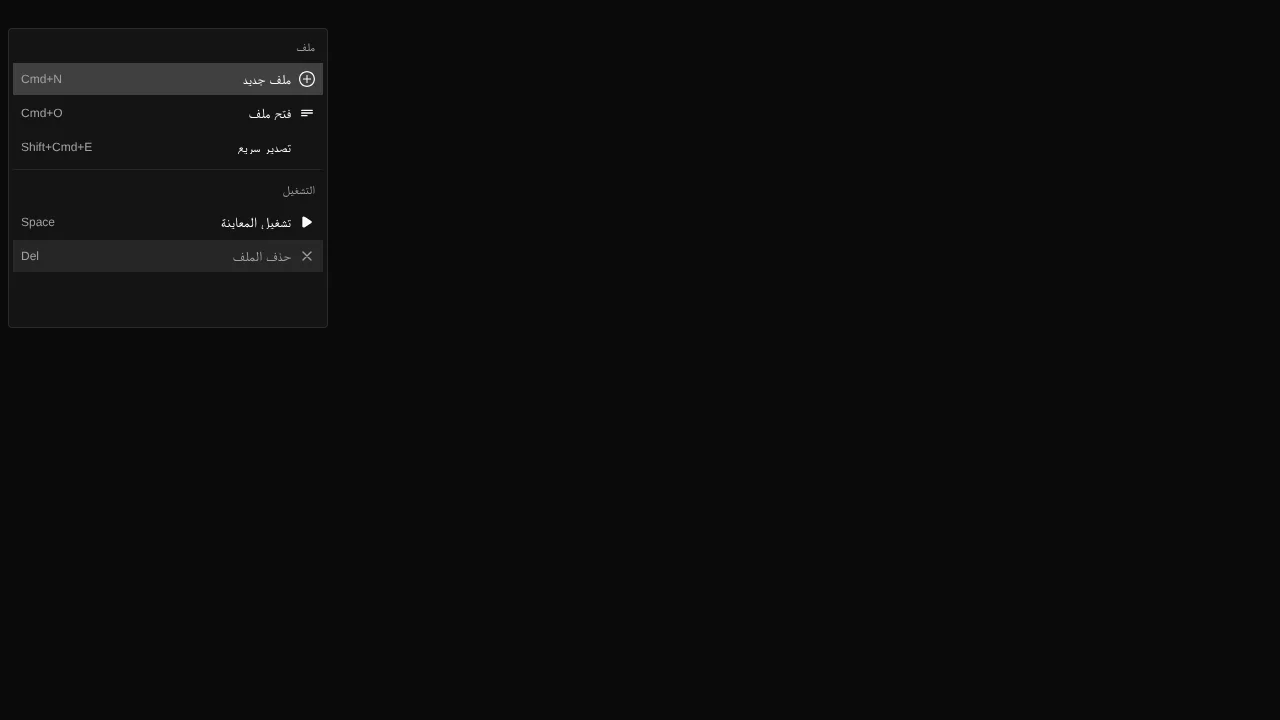 ملف
ملف جديد Cmd+N
فتح ملف Cmd+O
تصدير سريع Shift+Cmd+E
التشغيل
تشغيل المعاينة Space
حذف الملف Del